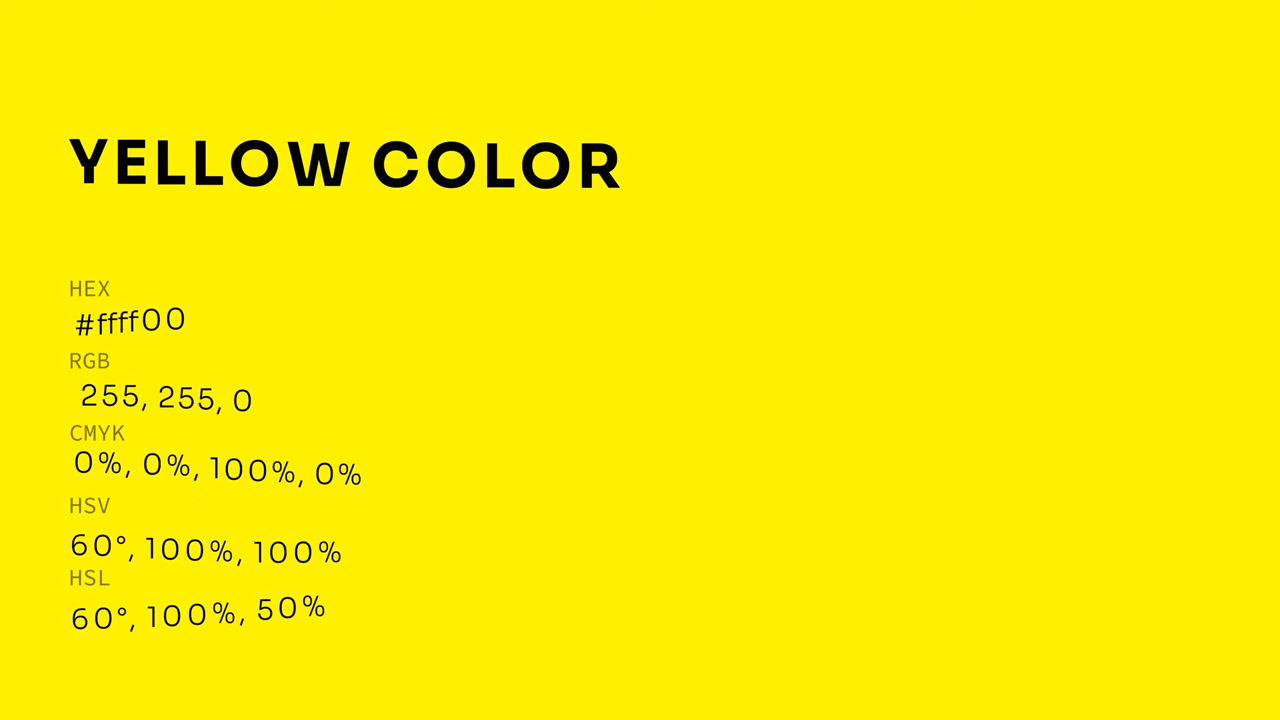 YELLOW COLOR
HEX
#ffff00
RGB
255, 255, 0
CMYK
0%, 0%, 100%, 0%
HSV
60°, 100%, 100%
HSL
60°, 100%, 50%